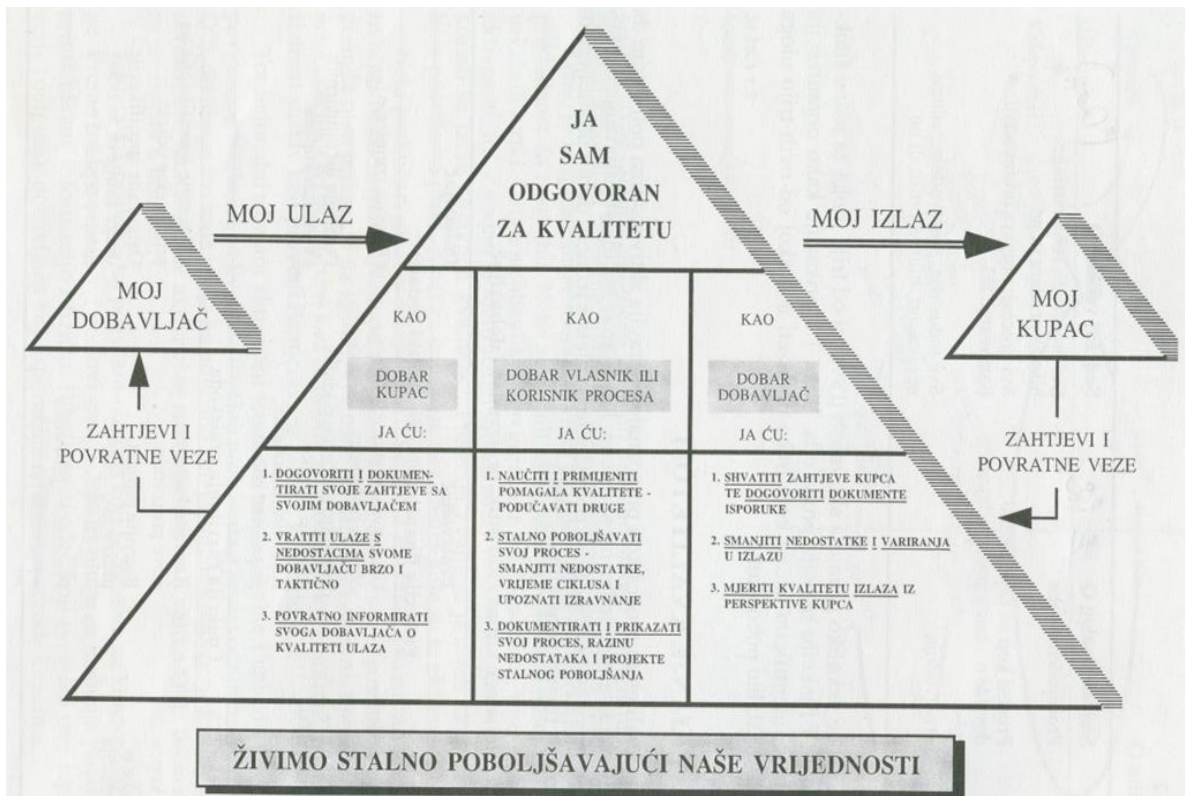 JA
SAM
ODGOVORAN
ZA KVALITETU
MOJ ULAZ
MOJ IZLAZ
MOJ
DOBAVLJAČ
MOJ
KUPAC
ZAHTJEVI I
POVRATNE VEZE
ZAHTJEVI I
POVRATNE VEZE
KAO
DOBAR
KUPAC
JA ĆU:
1. DOGOVORITI I DOKUMEN-
TIRATI SVOJE ZAHTJEVE SA
SVOJIM DOBAVLJAČEM
2. VRATITI ULAZE S
NEDOSTACIMA SVOME
DOBAVLJAČU BRZO I
TAKTIČNO
3. POVRATNO INFORMIRATI
SVOGA DOBAVLJAČA O
KVALITETI ULAZA
KAO
DOBAR VLASNIK ILI
KORISNIK PROCESA
JA ĆU:
1. NAUČITI I PRIMIJENITI
POMAGALA KVALITETE -
PODUČAVATI DRUGE
2. STALNO POBOLJŠAVATI
SVOJ PROCES -
SMANJITI NEDOSTATKE,
VRIJEME CIKLUSA I
UPOZNATI IZRAVNANJE
3. DOKUMENTIRATI I PRIKAZATI
SVOJ PROCES, RAZINU
NEDOSTATAKA I PROJEKTE
STALNOG POBOLJŠANJA
KAO
DOBAR
DOBAVLJAČ
JA ĆU:
1. SHVATITI ZAHTJEVE KUPCA
TE DOGOVORITI DOKUMENTE
ISPORUKE
2. SMANJITI NEDOSTATKE I VARIRANJA
U IZLAZU
3. MJERITI KVALITETU IZLAZA IZ
PERSPEKTIVE KUPCA
ŽIVIMO STALNO POBOLJŠAVAJUĆI NAŠE VRIJEDNOSTI